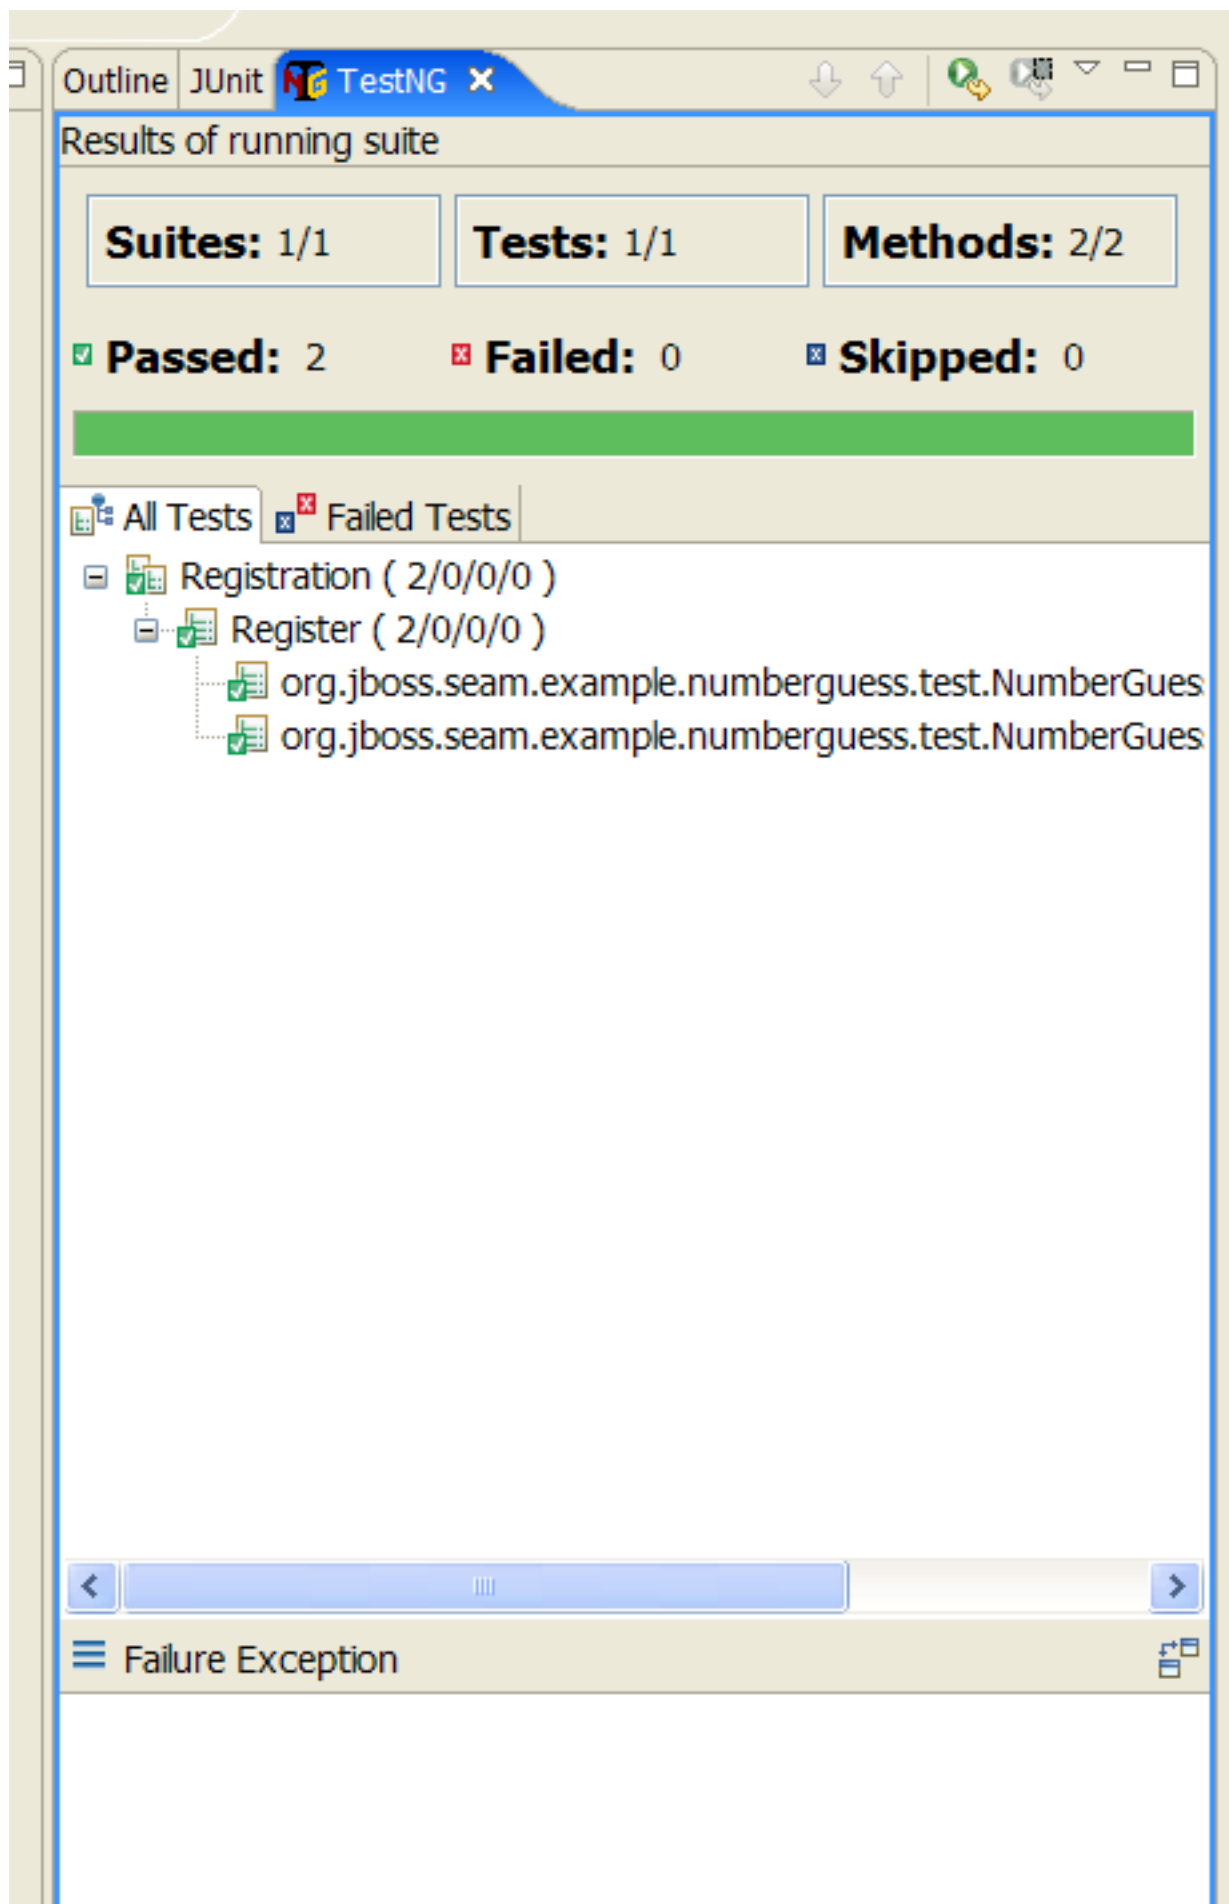 Outline JUnit TestNG
Results of running suite
Suites: 1/1 Tests: 1/1 Methods: 2/2
Passed: 2 Failed: 0 Skipped: 0
All Tests Failed Tests
Registration ( 2/0/0/0 )
Register ( 2/0/0/0 )
org.jboss.seam.example.numberguess.test.NumberGues
org.jboss.seam.example.numberguess.test.NumberGues
Failure Exception